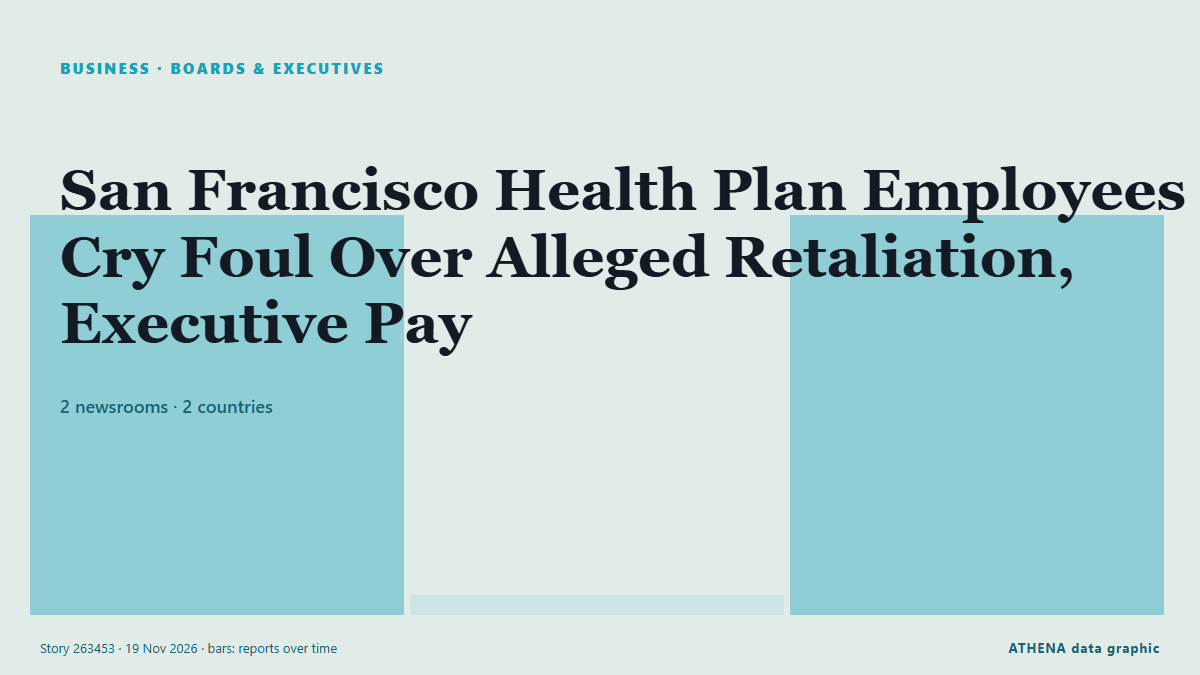 BUSINESS · BOARDS & EXECUTIVES
San Francisco Health Plan Employees
Cry Foul Over Alleged Retaliation,
Executive Pay
2 newsrooms · 2 countries
Story 263453 · 19 Nov 2026 · bars: reports over time
ATHENA data graphic